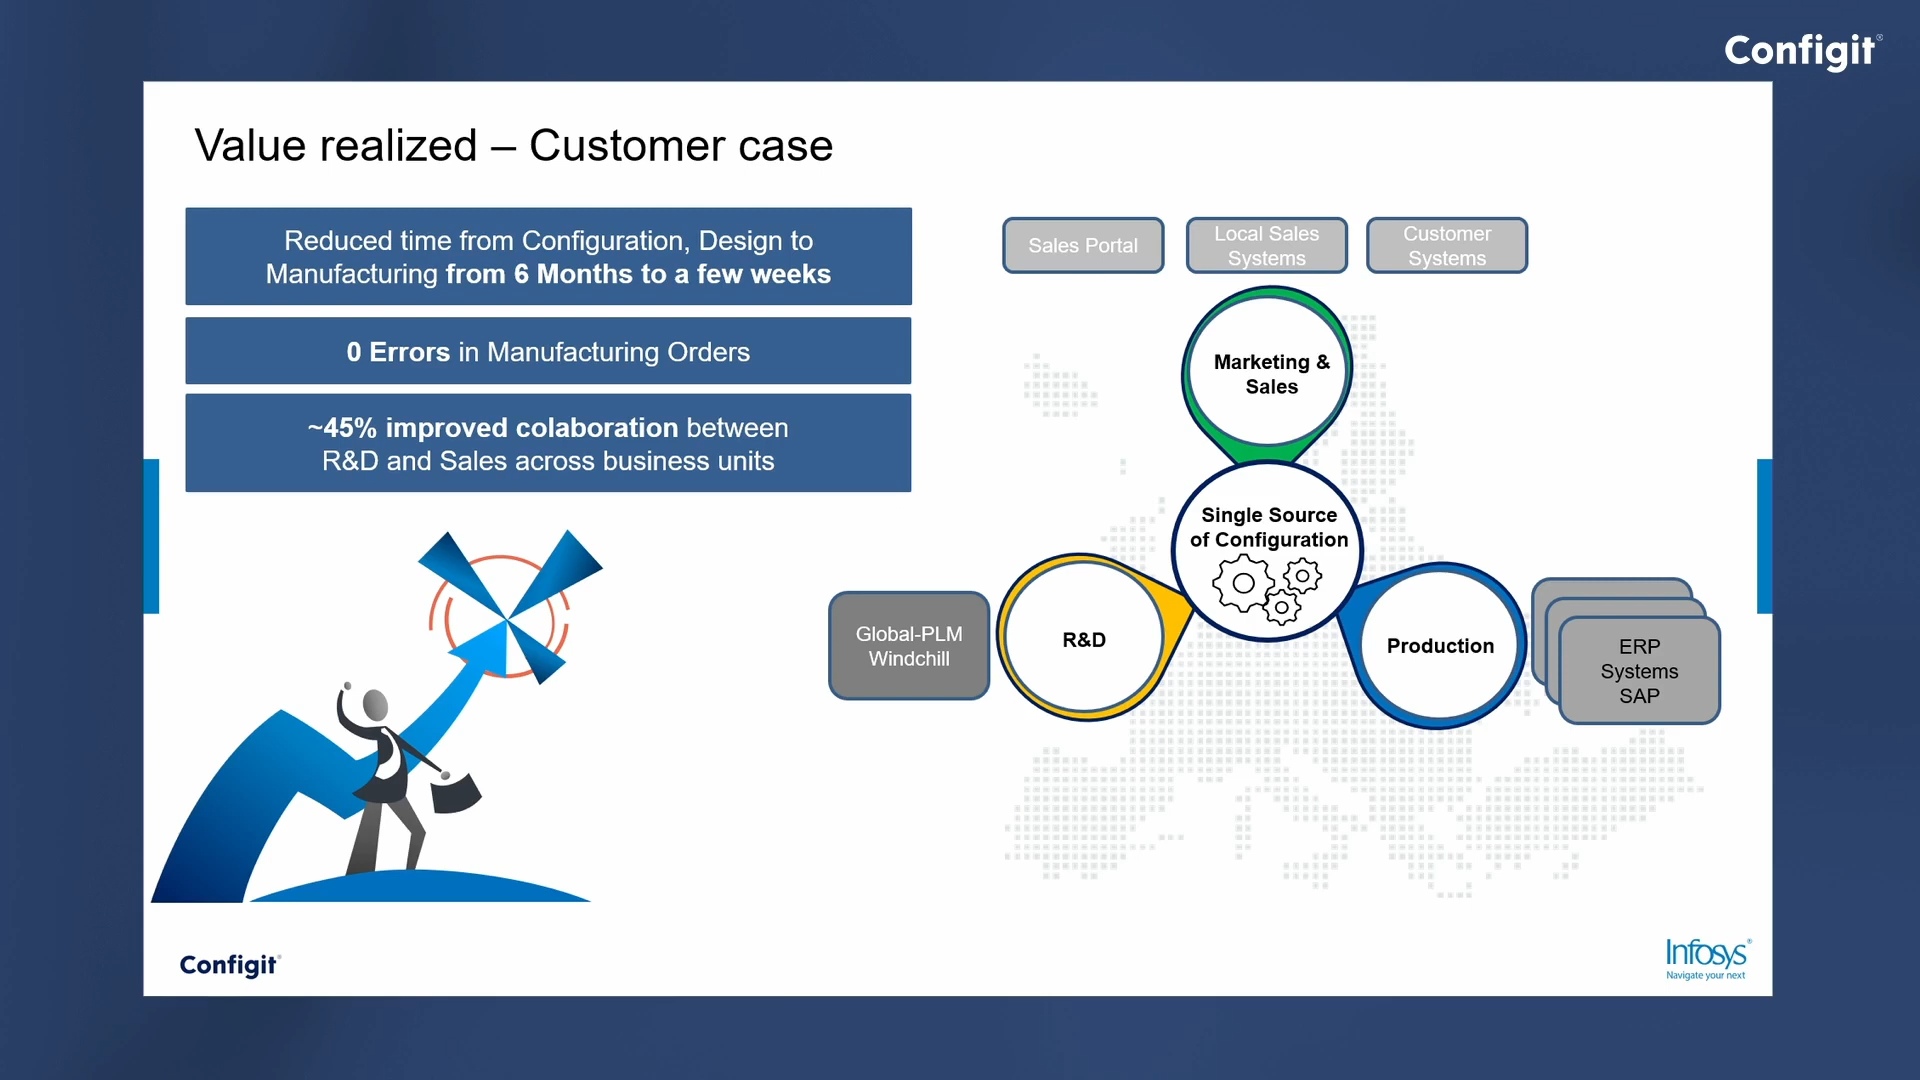 Configit®
Value realized – Customer case
Reduced time from Configuration, Design to
Manufacturing from 6 Months to a few weeks
0 Errors in Manufacturing Orders
~45% improved colaboration between
R&D and Sales across business units
Sales Portal
Local Sales
Systems
Customer
Systems
Marketing &
Sales
Single Source
of Configuration
Global-PLM
Windchill
R&D
Production
ERP
Systems
SAP
Configit®
Infosys®
Navigate your next